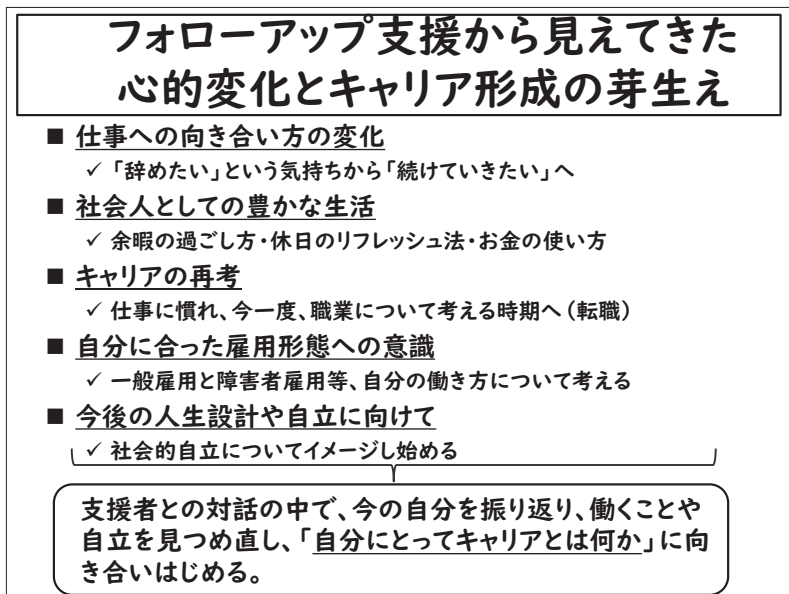 フォローアップ支援から見えてきた
心的変化とキャリア形成の芽生え
■ 仕事への向き合い方の変化
✓ 「辞めたい」という気持ちから「続けていきたい」へ
■ 社会人としての豊かな生活
✓ 余暇の過ごし方・休日のリフレッシュ法・お金の使い方
■ キャリアの再考
✓ 仕事に慣れ、今一度、職業について考える時期へ（転職）
■ 自分に合った雇用形態への意識
✓ 一般雇用と障害者雇用等、自分の働き方について考える
■ 今後の人生設計や自立に向けて
✓ 社会的自立についてイメージし始める
支援者との対話の中で、今の自分を振り返り、働くことや
自立を見つめ直し、「自分にとってキャリアとは何か」に向
き合いはじめる。